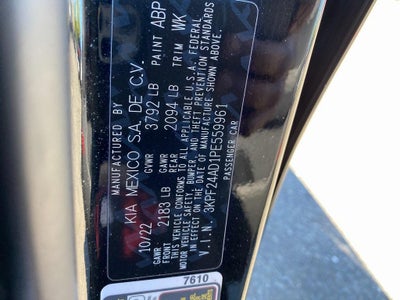 MANUFACTURED BY
KIA MEXICO S.A. DE C.V.
10/22 GVWR 3792 LB PAINT ABP
GAWR FRONT 2183 LB GAWR REAR 2094 LB TRIM WK
THIS VEHICLE CONFORMS TO ALL APPLICABLE U.S.A. FEDERAL
MOTOR VEHICLE SAFETY, BUMPER, AND THEFT PREVENTION STANDARDS
IN EFFECT ON THE DATE OF MANUFACTURE SHOWN ABOVE.
V.I.N. 3KPF24AD1PE559961
PASSENGER CAR
7610